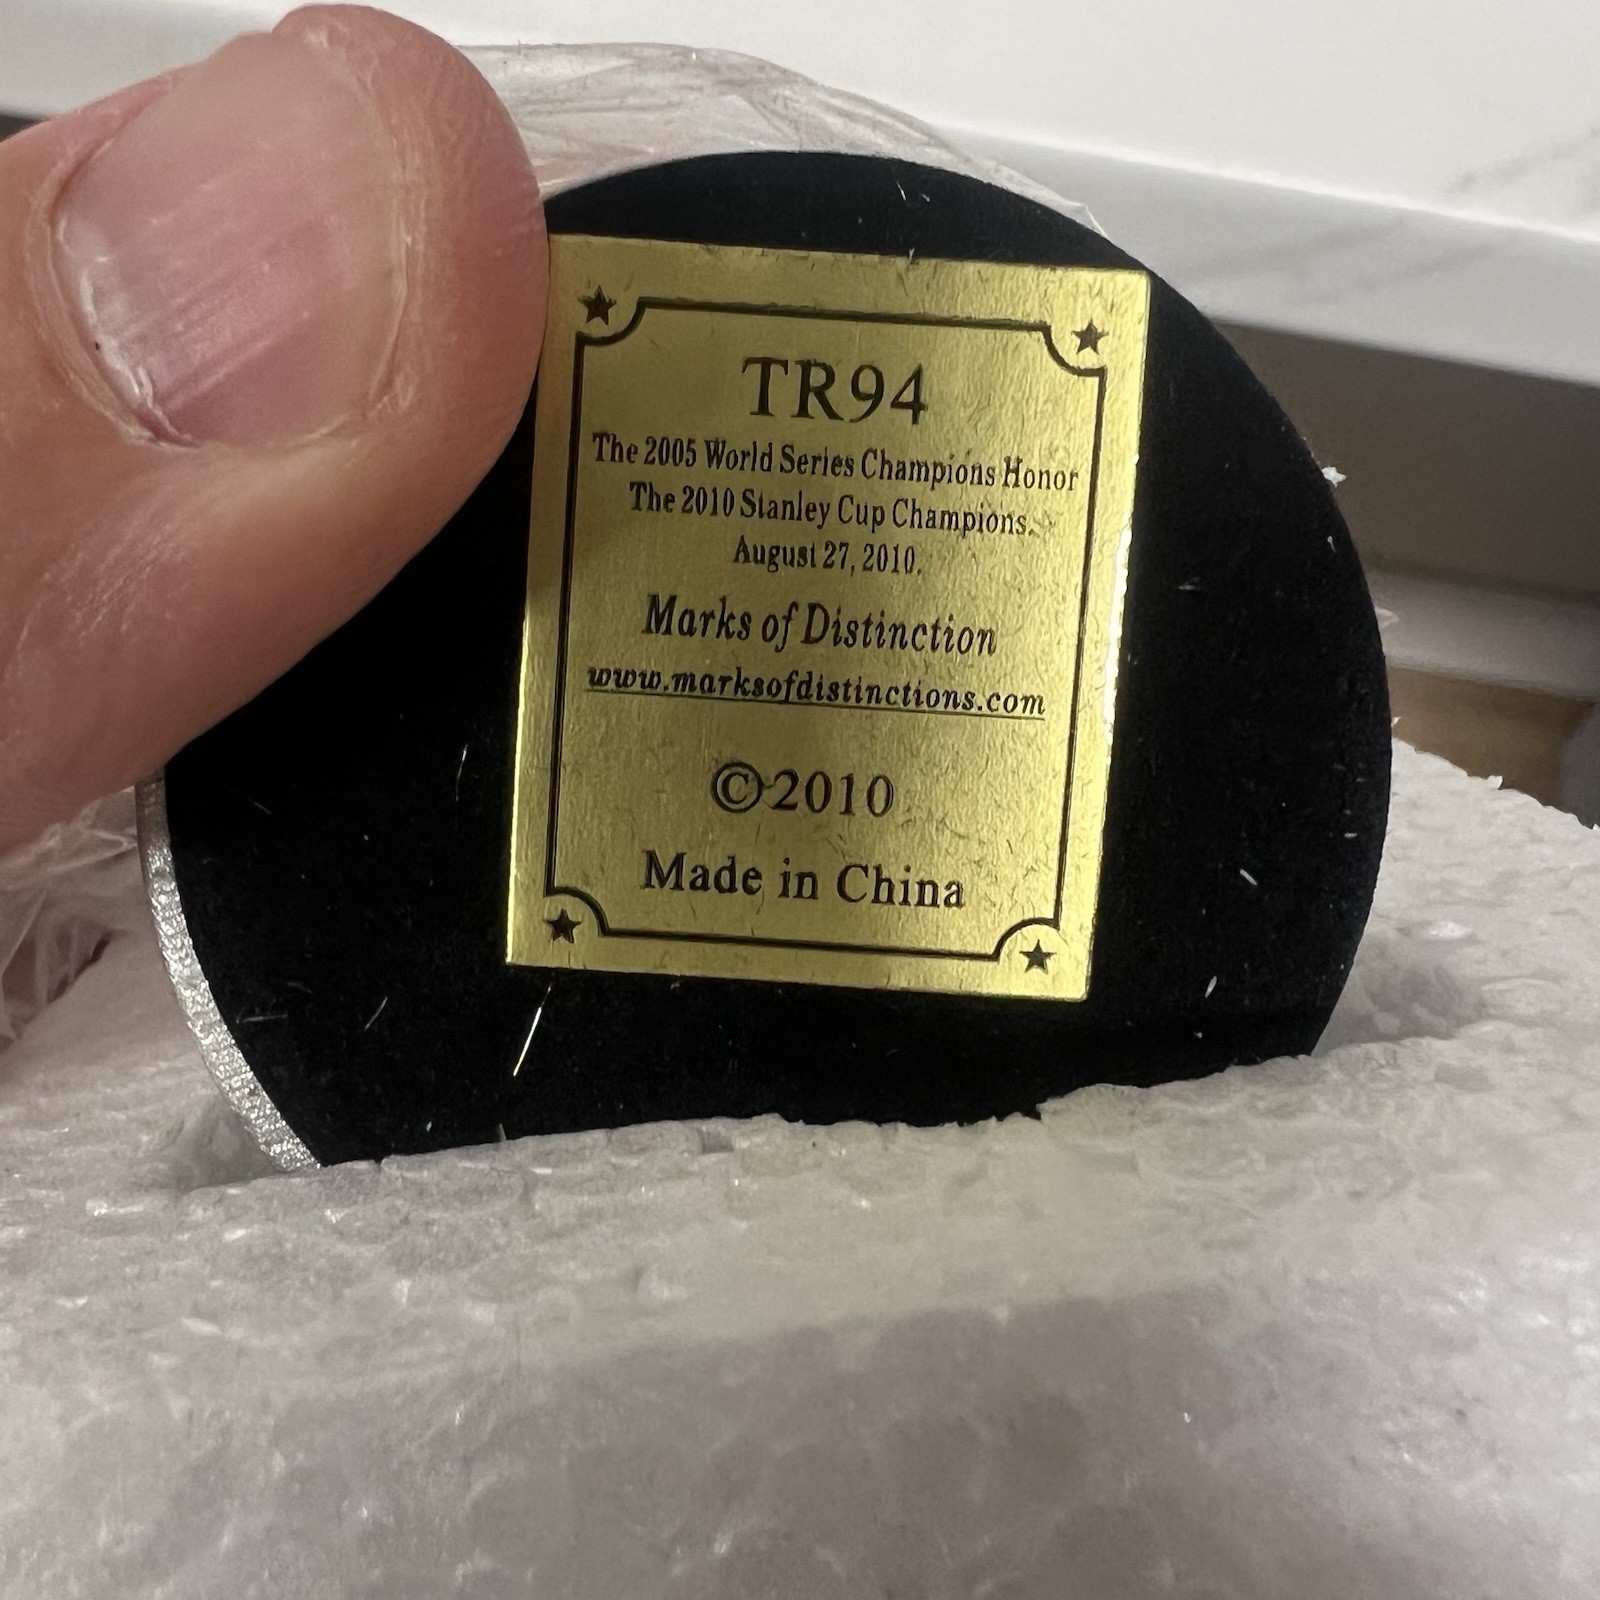 TR94
The 2005 World Series Champions Honor
The 2010 Stanley Cup Champions.
August 27, 2010.
Marks of Distinction
www.marksofdistinctions.com
©2010
Made in China